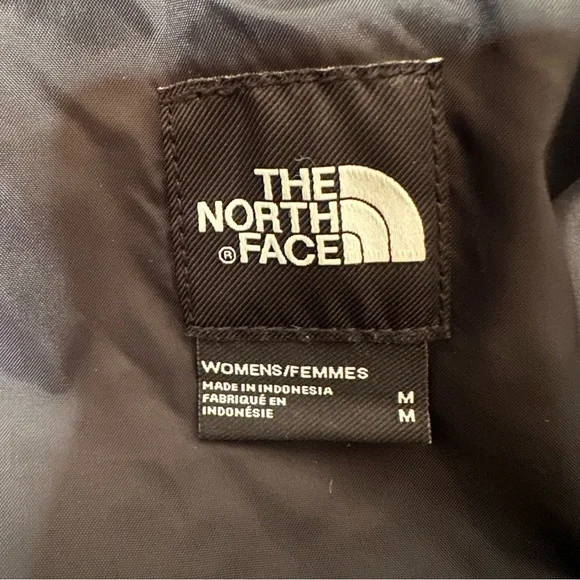 THE
NORTH
® FACE
WOMENS/FEMMES
MADE IN INDONESIA M
FABRIQUÉ EN
INDONÉSIE M